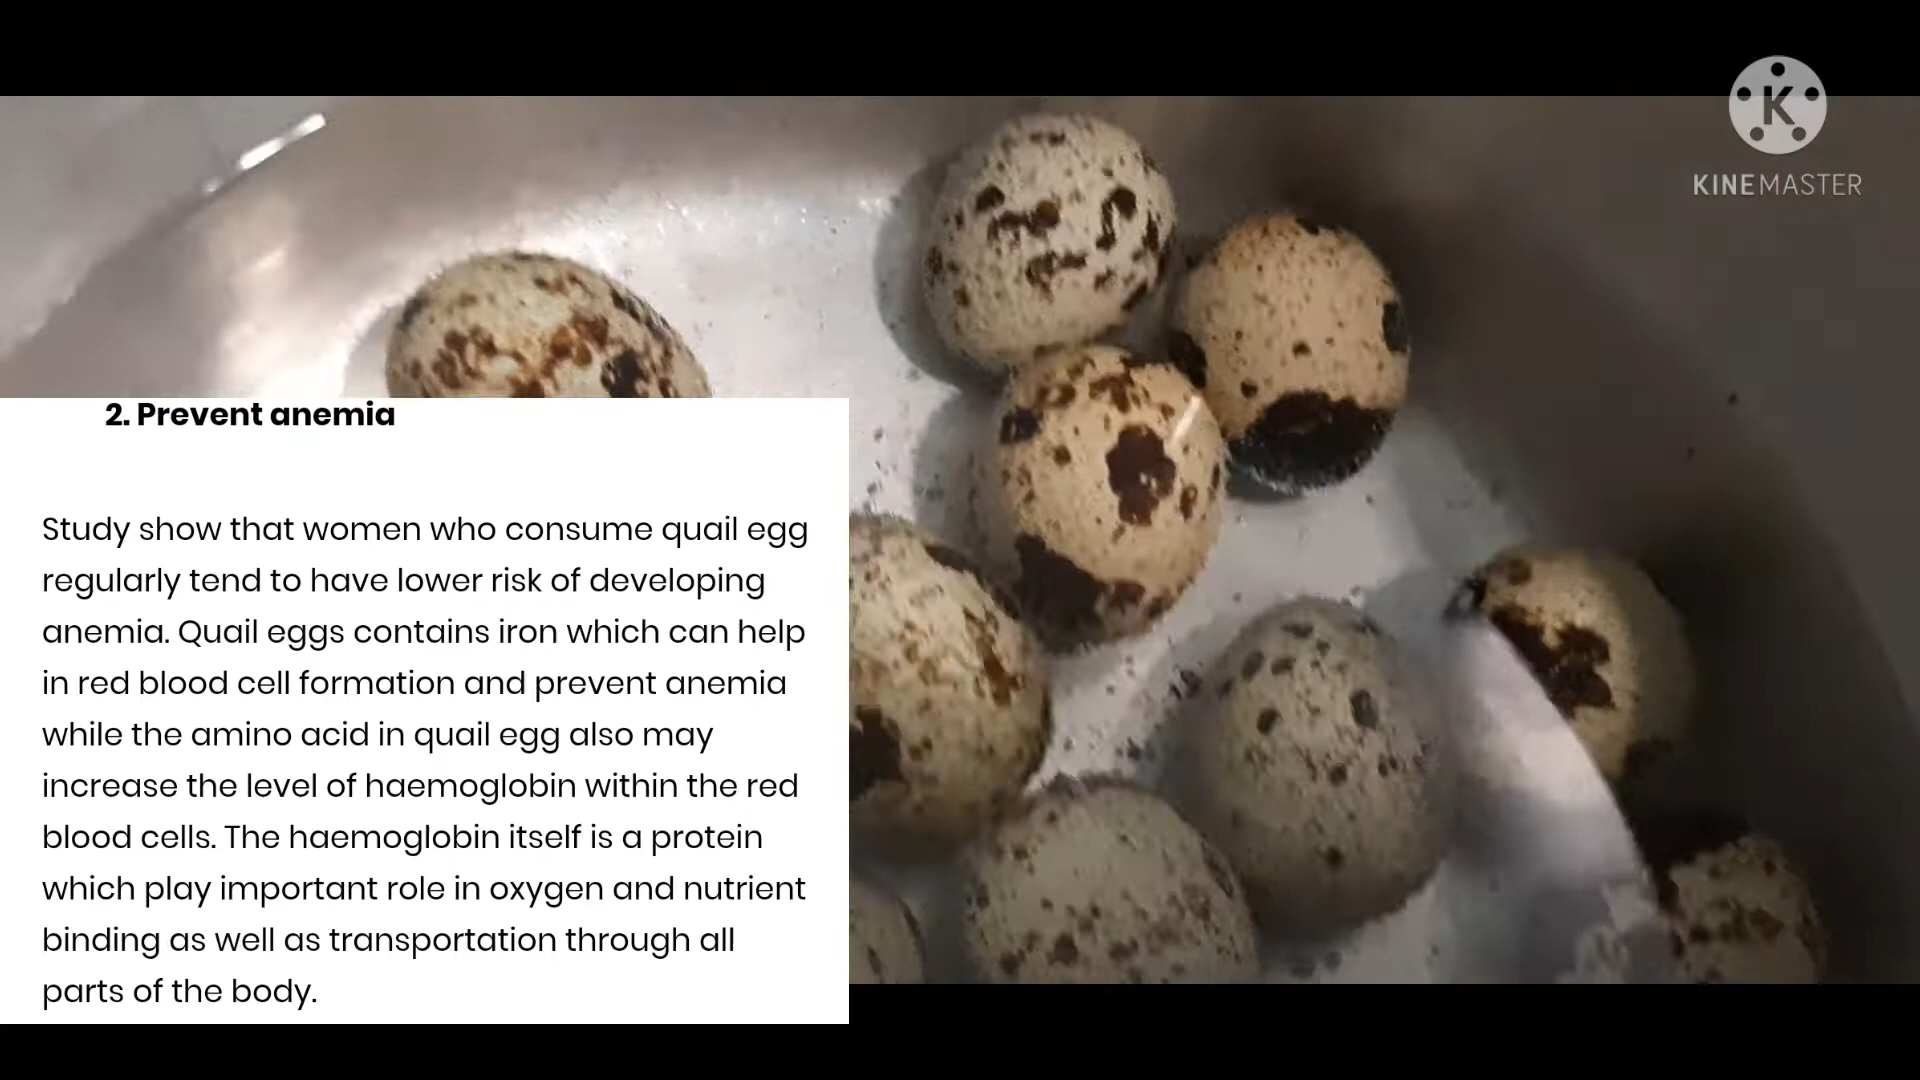 K
KINEMASTER
2. Prevent anemia
Study show that women who consume quail egg
regularly tend to have lower risk of developing
anemia. Quail eggs contains iron which can help
in red blood cell formation and prevent anemia
while the amino acid in quail egg also may
increase the level of haemoglobin within the red
blood cells. The haemoglobin itself is a protein
which play important role in oxygen and nutrient
binding as well as transportation through all
parts of the body.